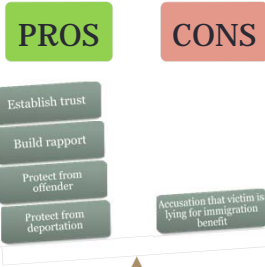 PROS
CONS
Establish trust
Build rapport
Protect from
offender
Protect from
deportation
Accusation that victim is
lying for immigration
benefit